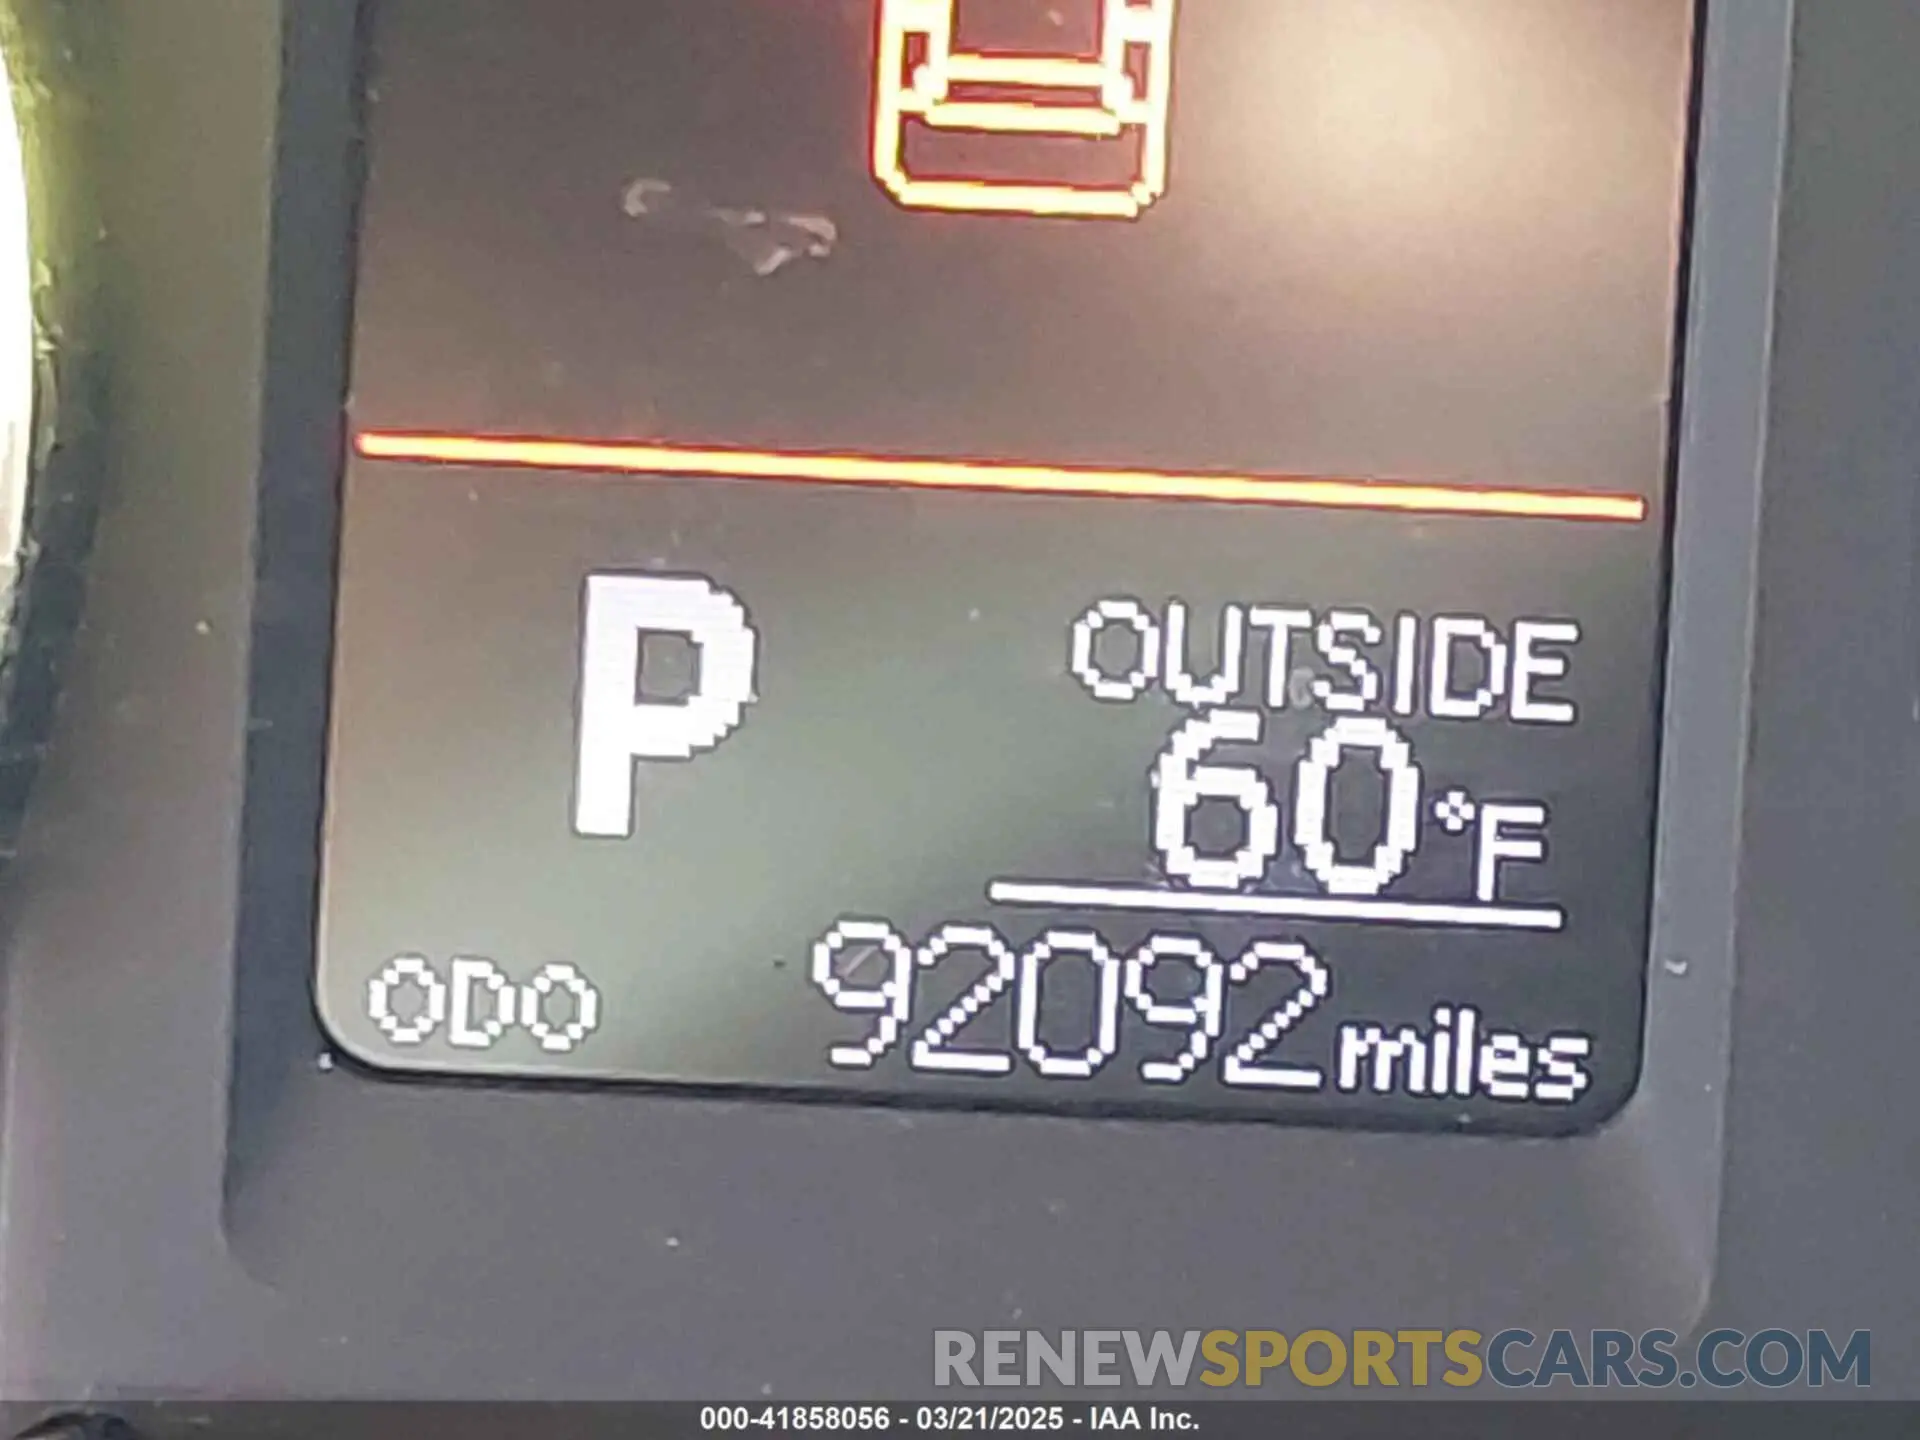 P
OUTSIDE
60°F
ODO 92092 miles
RENEWSPORTSCARS.COM
000-41858056 - 03/21/2025 - IAA Inc.